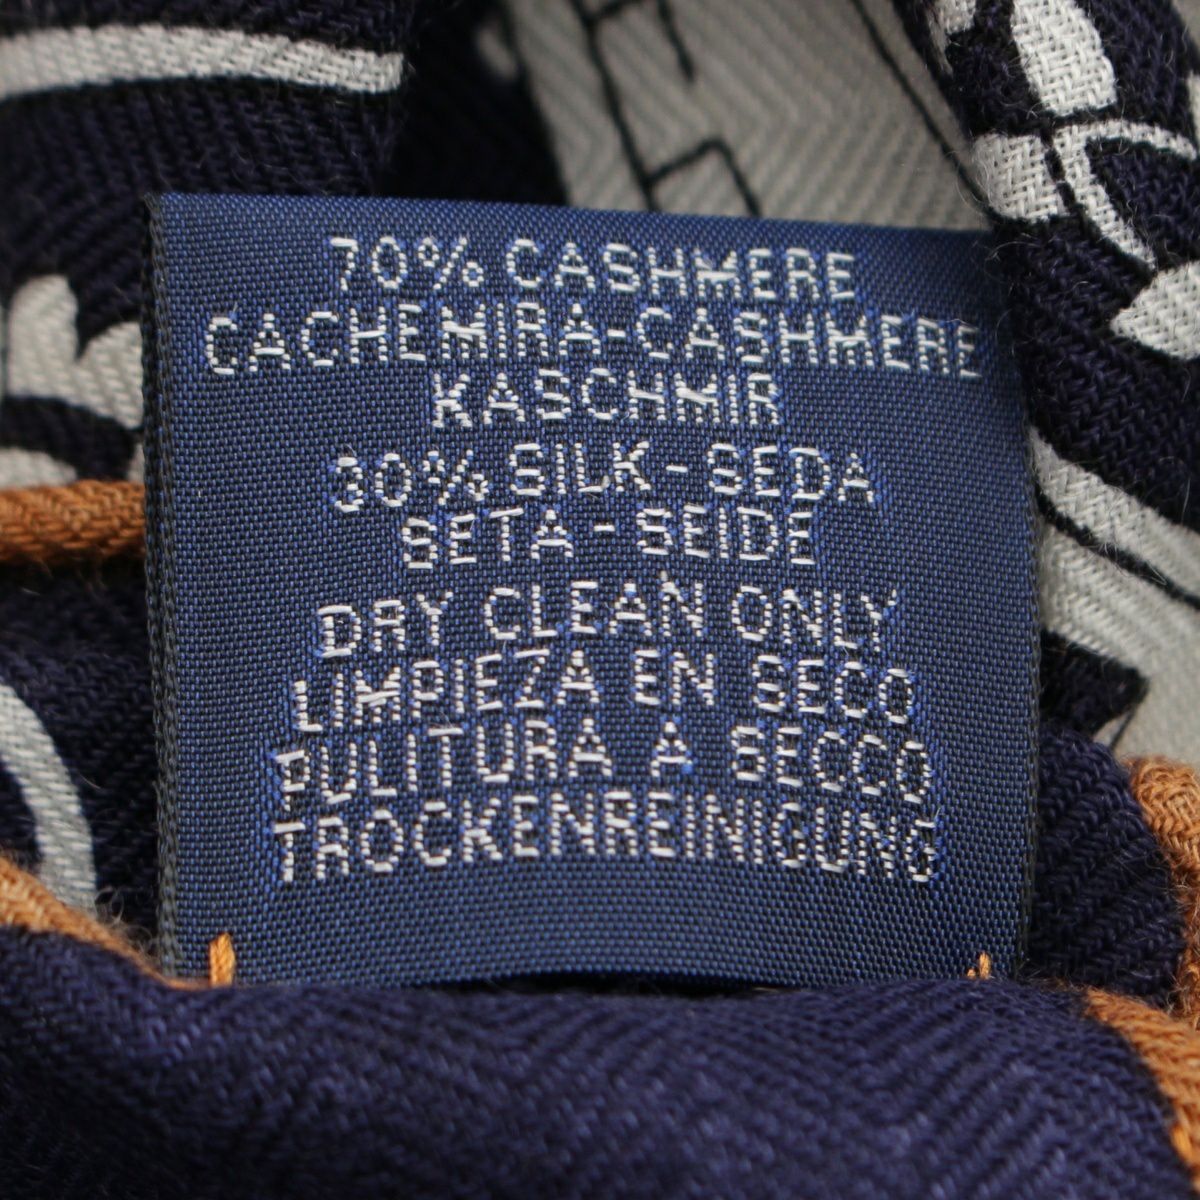 70% CASHMERE
CACHEMIRA-CASHMERE
KASCHMIR
30% SILK-SEDA
SETA-SEIDE
DRY CLEAN ONLY
LIMPIEZA EN SECO
PULITURA A SECCO
TROCKENREINIGUNG